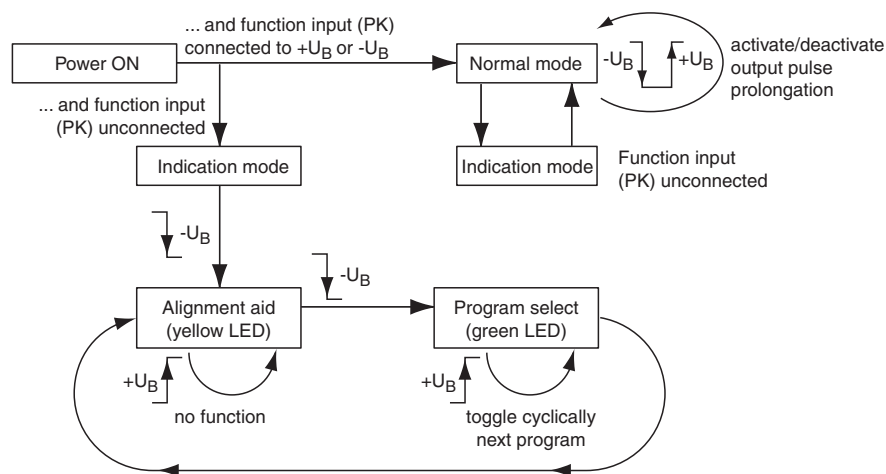 ... and function input (PK)
connected to +UB or -UB
Power ON
Normal mode
-UB
+UB
activate/deactivate
output pulse
prolongation
... and function input
(PK) unconnected
Indication mode
Indication mode
Function input
(PK) unconnected
-UB
-UB
Alignment aid
(yellow LED)
Program select
(green LED)
+UB
no function
+UB
toggle cyclically
next program